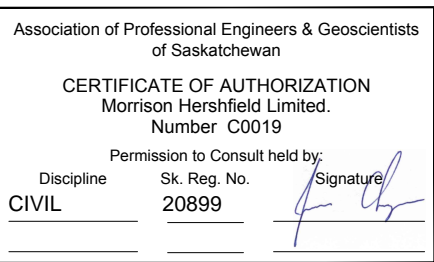 Association of Professional Engineers & Geoscientists
of Saskatchewan
CERTIFICATE OF AUTHORIZATION
Morrison Hershfield Limited.
Number C0019
Permission to Consult held by:
Discipline Sk. Reg. No. Signature
CIVIL 20899